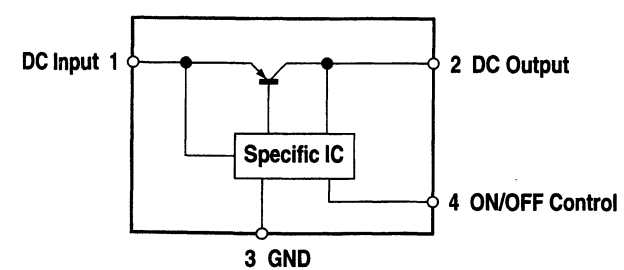 DC Input 1
2 DC Output
Specific IC
4 ON/OFF Control
3 GND